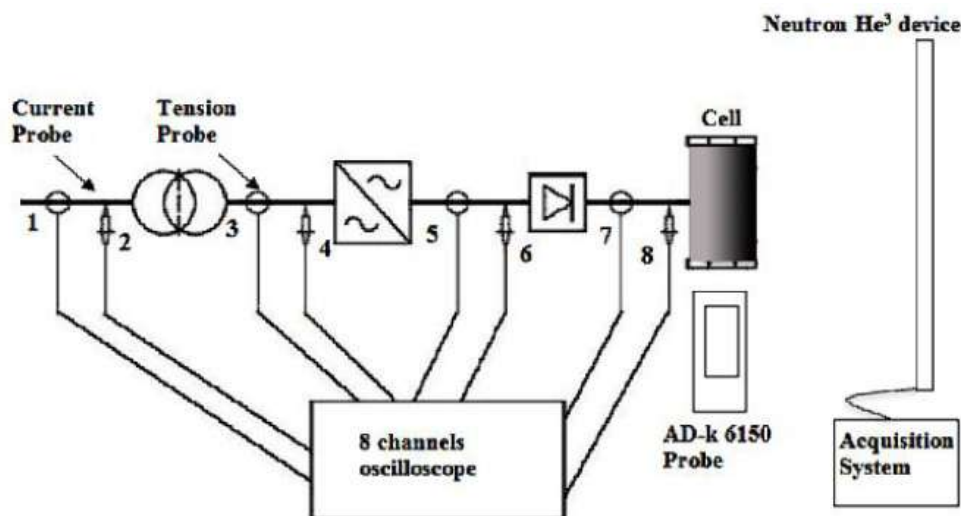 Neutron He³ device
Current
Probe
Tension
Probe
Cell
1
2
3
4
5
6
7
8
8 channels
oscilloscope
AD-k 6150
Probe
Acquisition
System